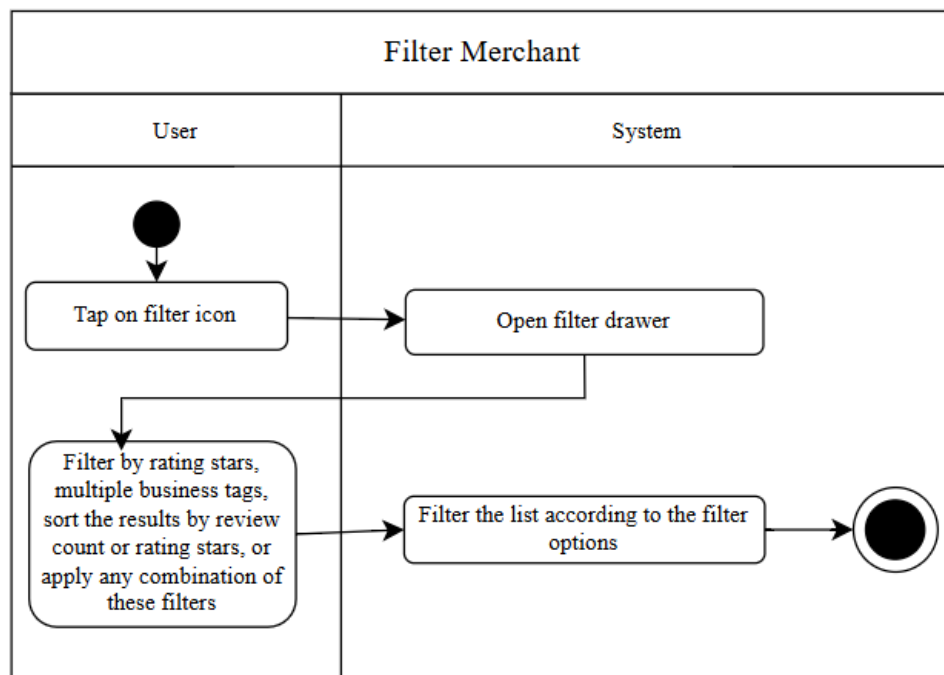 Filter Merchant
User
System
Tap on filter icon
Open filter drawer
Filter by rating stars,
multiple business tags,
sort the results by review
count or rating stars, or
apply any combination of
these filters
Filter the list according to the filter
options